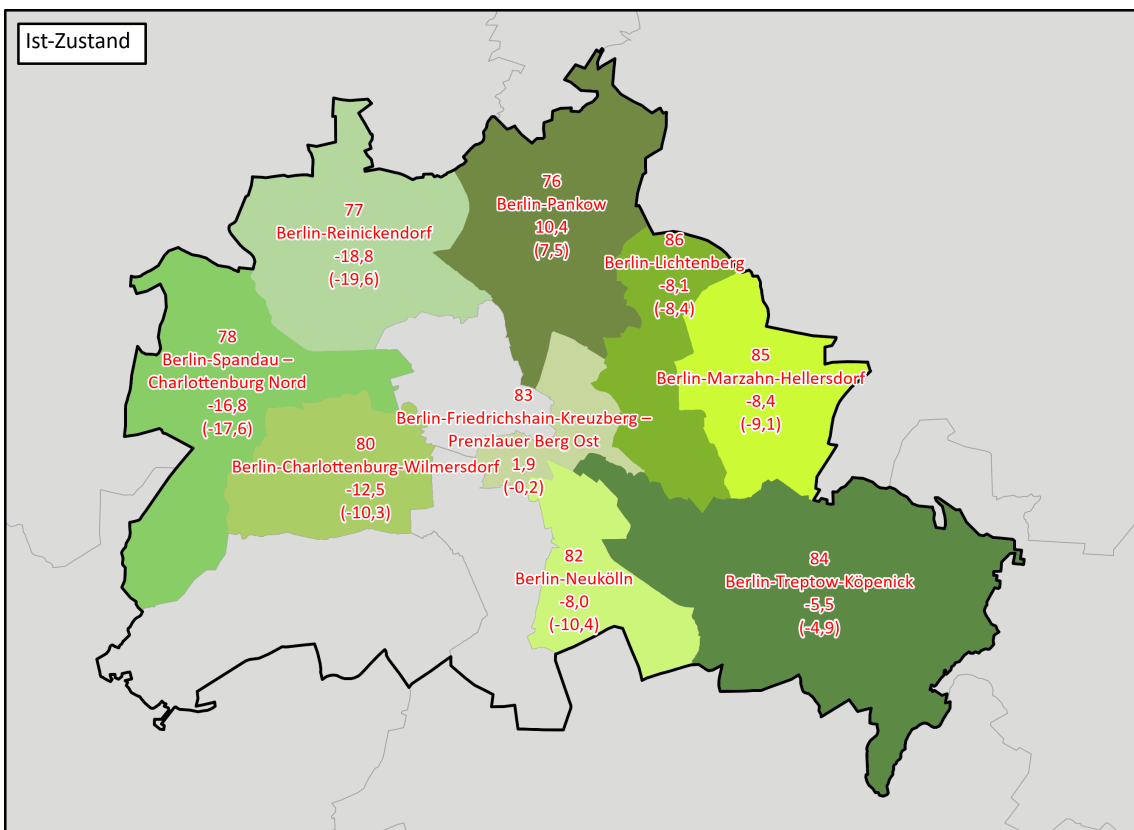 Ist-Zustand
76
Berlin-Pankow
10,4
(7,5)
77
Berlin-Reinickendorf
-18,8
(-19,6)
86
Berlin-Lichtenberg
-8,1
(-8,4)
78
Berlin-Spandau –
Charlottenburg Nord
-16,8
(-17,6)
85
Berlin-Marzahn-Hellersdorf
-8,4
(-9,1)
83
Berlin-Friedrichshain-Kreuzberg –
Prenzlauer Berg Ost
1,9
(-0,2)
80
Berlin-Charlottenburg-Wilmersdorf
-12,5
(-10,3)
82
Berlin-Neukölln
-8,0
(-10,4)
84
Berlin-Treptow-Köpenick
-5,5
(-4,9)